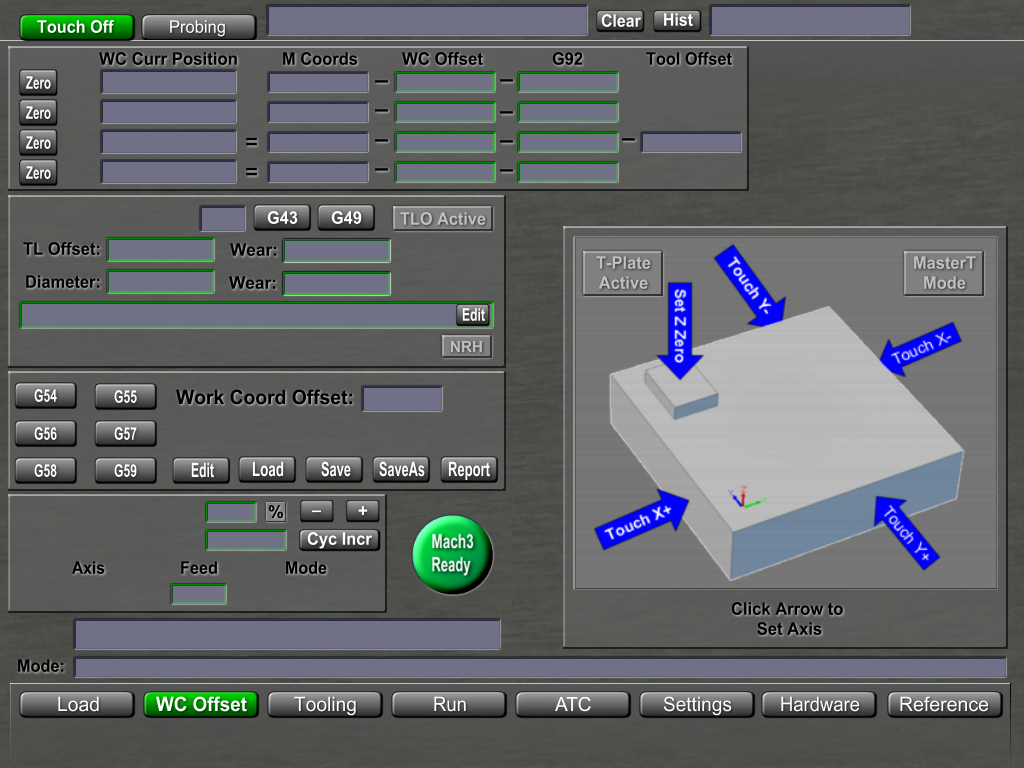 Touch Off Probing Clear Hist
WC Curr Position M Coords WC Offset G92 Tool Offset
Zero − − 
Zero − −
Zero = − − −
Zero = − −
G43 G49 TLO Active
TL Offset: Wear:
Diameter: Wear:
Edit
NRH
T-Plate
Active
MasterT
Mode
Set Z Zero
Touch Y-
Touch X-
Touch X+
Touch Y+
Click Arrow to
Set Axis
G54 G55 Work Coord Offset:
G56 G57
G58 G59 Edit Load Save SaveAs Report
% − +
Cyc Incr
Axis Feed Mode
Mach3
Ready
Mode:
Load WC Offset Tooling Run ATC Settings Hardware Reference